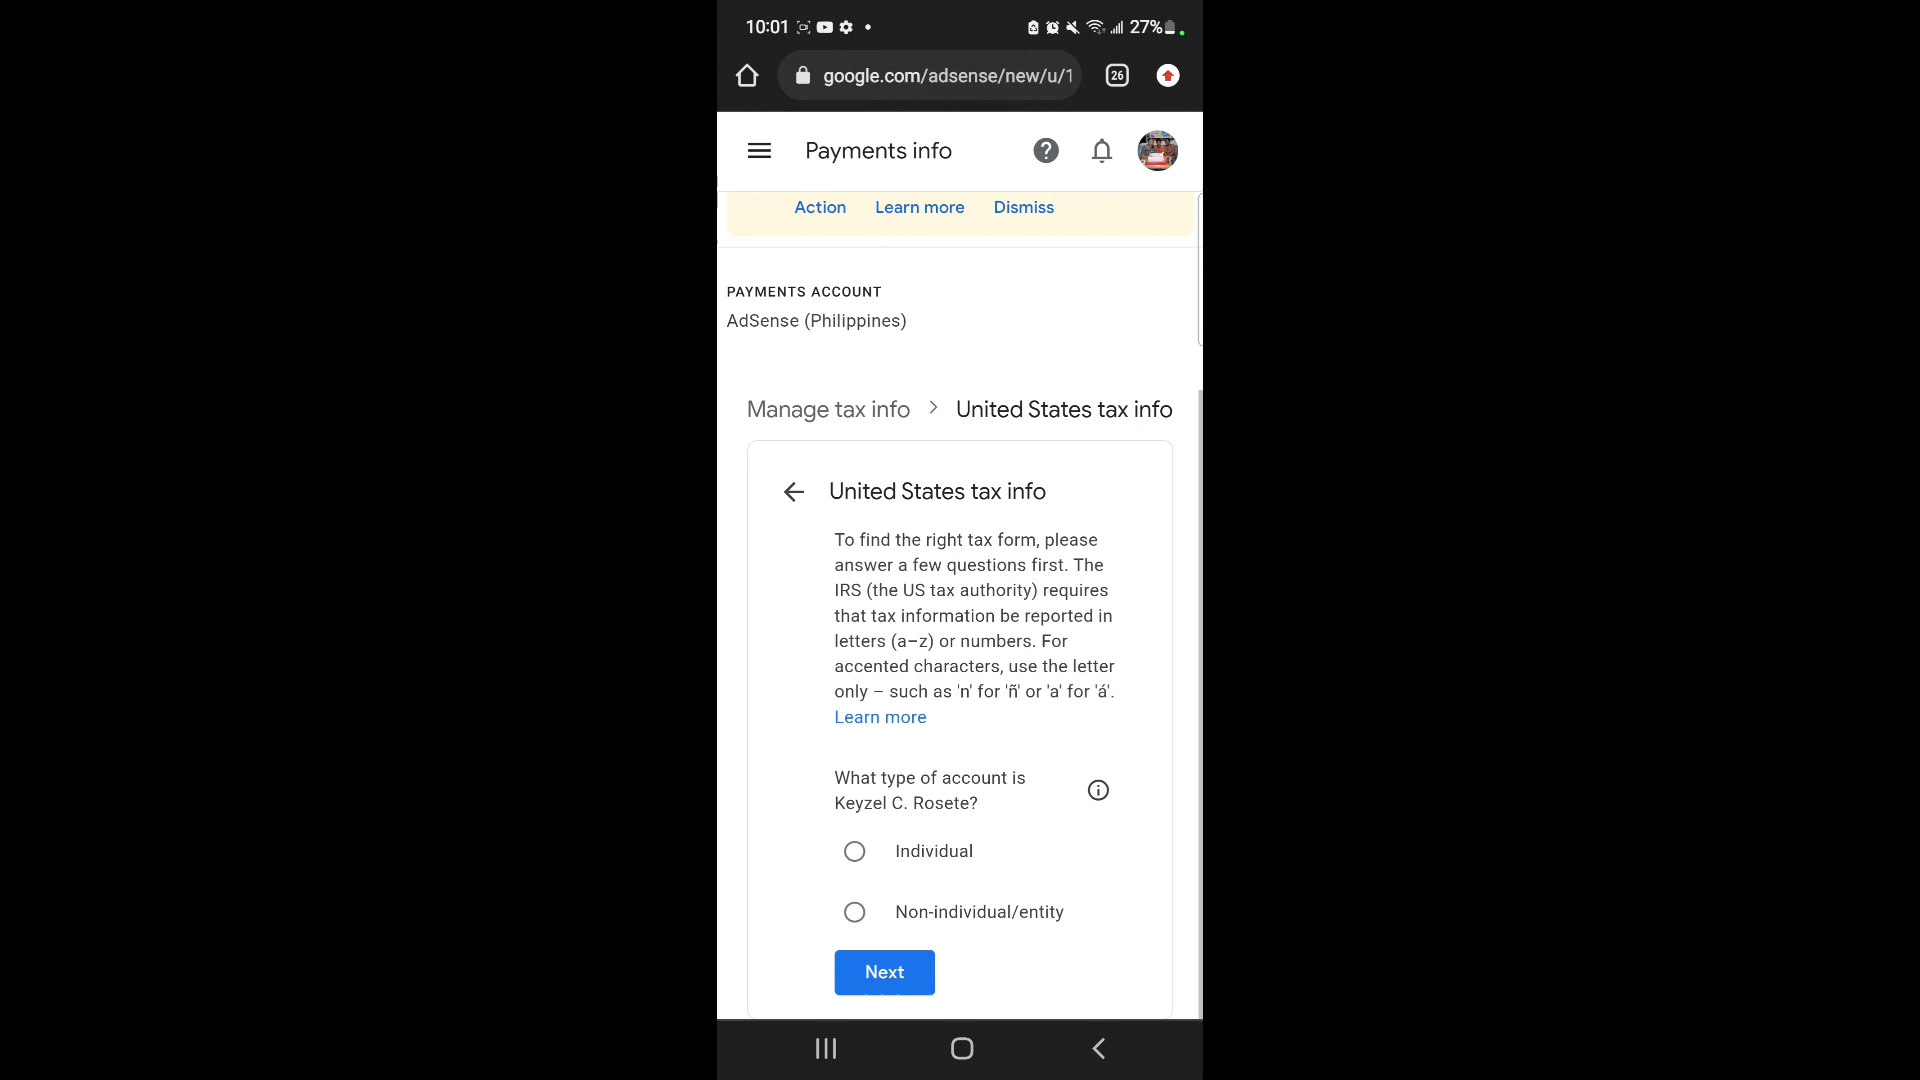 10:01
27%
google.com/adsense/new/u/1
26
Payments info
Action Learn more Dismiss
PAYMENTS ACCOUNT
AdSense (Philippines)
Manage tax info > United States tax info
United States tax info
To find the right tax form, please
answer a few questions first. The
IRS (the US tax authority) requires
that tax information be reported in
letters (a–z) or numbers. For
accented characters, use the letter
only – such as 'n' for 'ñ' or 'a' for 'á'.
Learn more
What type of account is
Keyzel C. Rosete?
Individual
Non-individual/entity
Next